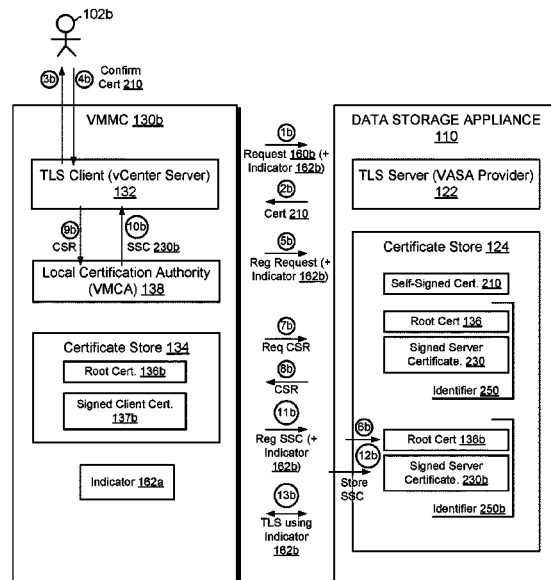 102b
3b
4b
Confirm
Cert 210
VMMC 130b
TLS Client (vCenter Server)
132
9b
CSR
10b
SSC 230b
Local Certification Authority
(VMCA) 138
Certificate Store 134
Root Cert. 136b
Signed Client Cert.
137b
Indicator 162a
1b
Request 160b (+
Indicator 162b)
2b
Cert 210
5b
Reg Request (+
Indicator 162b)
7b
Req CSR
8b
CSR
11b
Reg SSC (+
Indicator
162b)
13b
TLS using
Indicator
162b
6b
12b
Store
SSC
DATA STORAGE APPLIANCE
110
TLS Server (VASA Provider)
122
Certificate Store 124
Self-Signed Cert. 210
Root Cert 136
Signed Server
Certificate. 230
Identifier 250
Root Cert 136b
Signed Server
Certificate. 230b
Identifier 250b